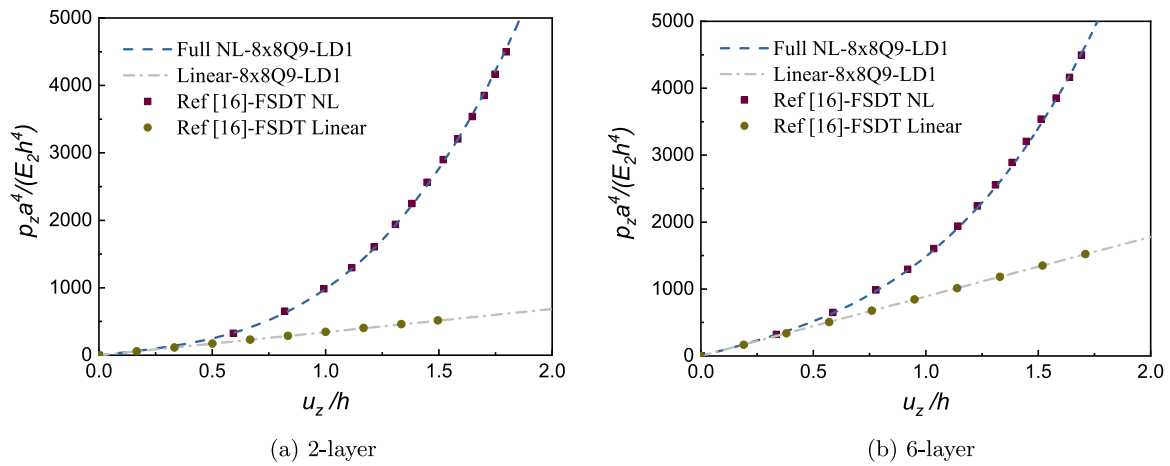 5000
4000
3000
2000
1000
0
0.0
0.5
1.0
1.5
2.0
p_z a^4/(E_2h^4)
u_z /h
Full NL-8x8Q9-LD1
Linear-8x8Q9-LD1
Ref [16]-FSDT NL
Ref [16]-FSDT Linear
(a) 2-layer
5000
4000
3000
2000
1000
0
0.0
0.5
1.0
1.5
2.0
p_z a^4/(E_2h^4)
u_z /h
Full NL-8x8Q9-LD1
Linear-8x8Q9-LD1
Ref [16]-FSDT NL
Ref [16]-FSDT Linear
(b) 6-layer